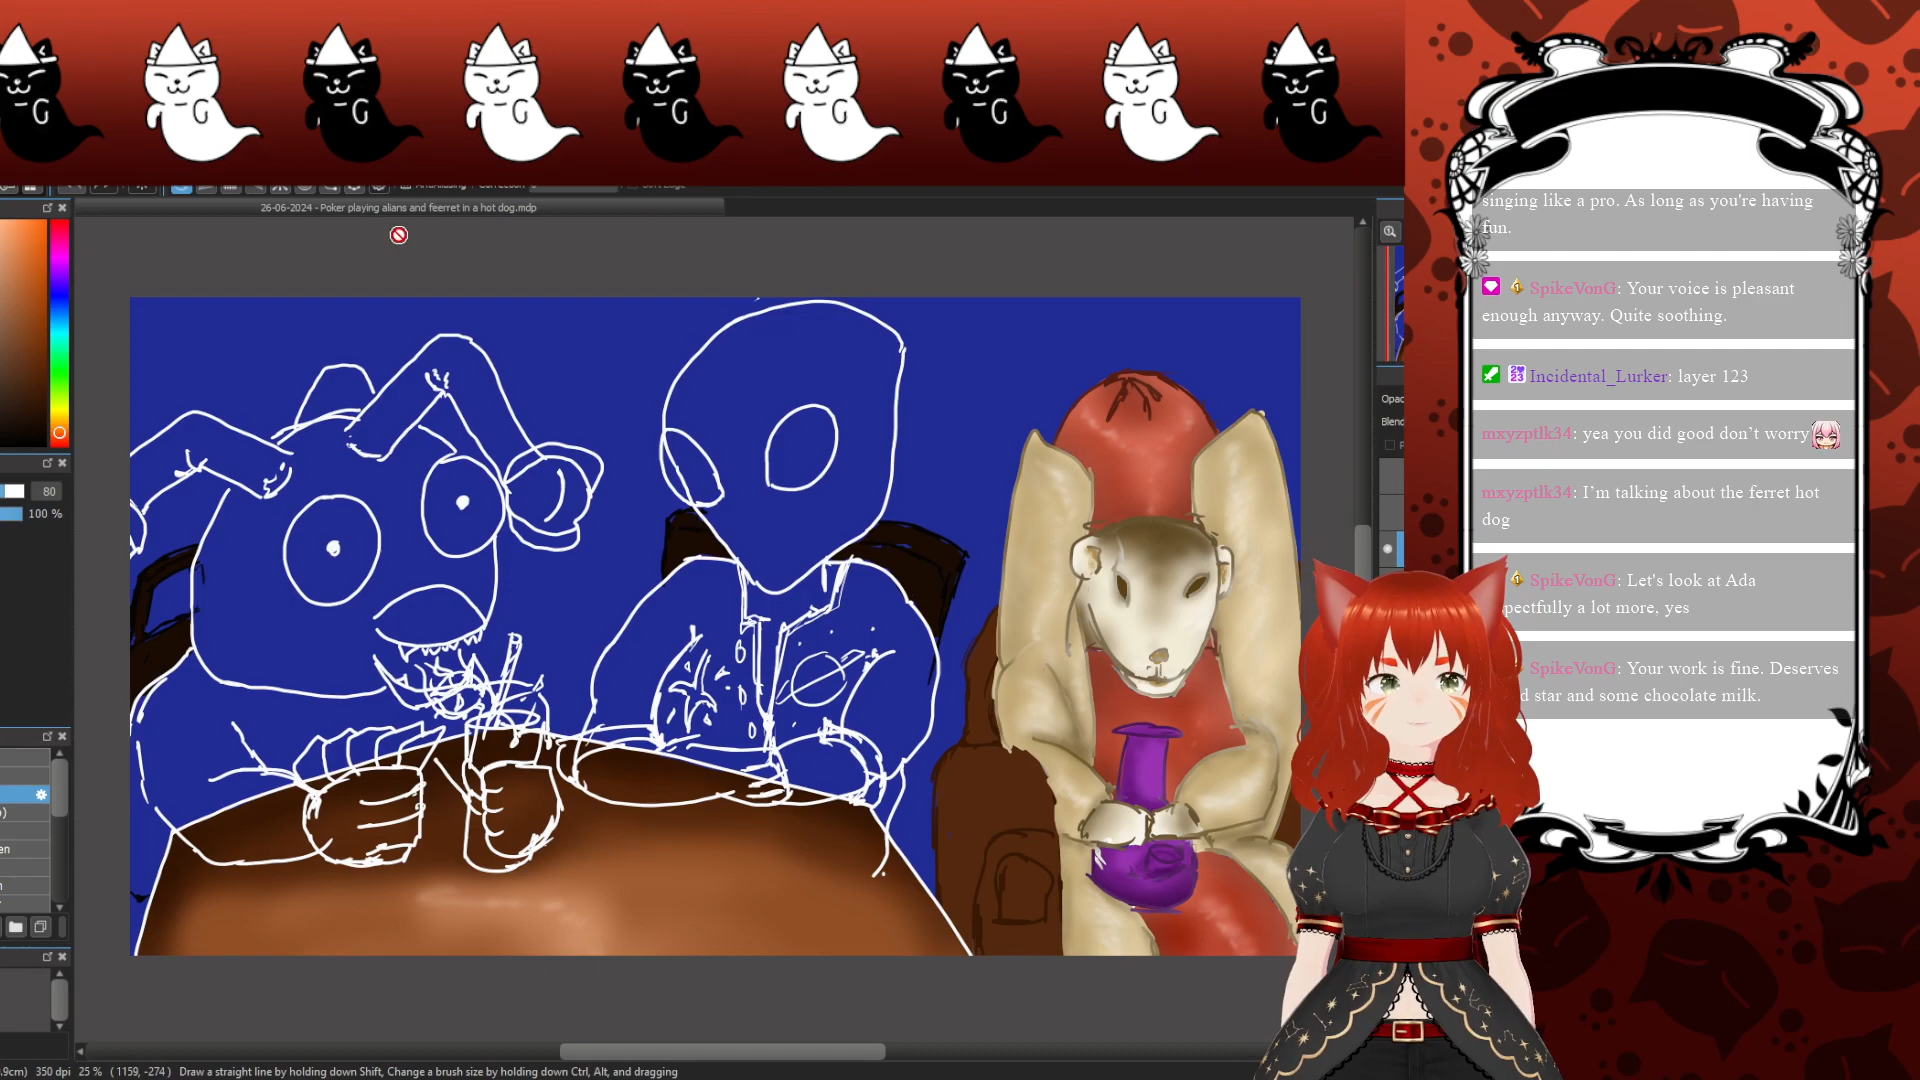 G G G G G G G G G
26-06-2024 - Poker playing alians and feerret in a hot dog.mdp
80
100 %
en
Opac
Blend
singing like a pro. As long as you're having
fun.
SpikeVonG: Your voice is pleasant
enough anyway. Quite soothing.
Incidental_Lurker: layer 123
mxyzptlk34: yea you did good don't worry
mxyzptlk34: I'm talking about the ferret hot
dog
SpikeVonG: Let's look at Ada
pectfully a lot more, yes
SpikeVonG: Your work is fine. Deserves
d star and some chocolate milk.
.9cm) 350 dpi 25 % ( 1159, -274 ) Draw a straight line by holding down Shift, Change a brush size by holding down Ctrl, Alt, and dragging